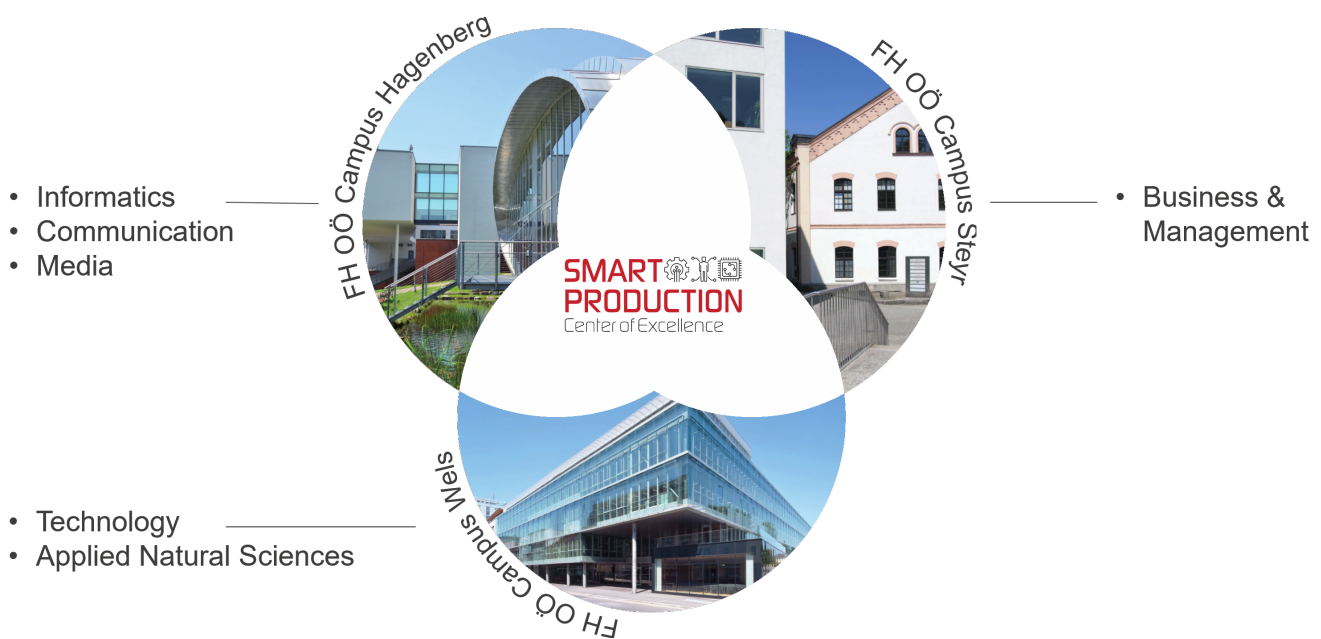 FH OÖ Campus Hagenberg
FH OÖ Campus Steyr
• Informatics
• Communication
• Media
• Business &
Management
SMART
PRODUCTION
Center of Excellence
FH OÖ Campus Wels
• Technology
• Applied Natural Sciences